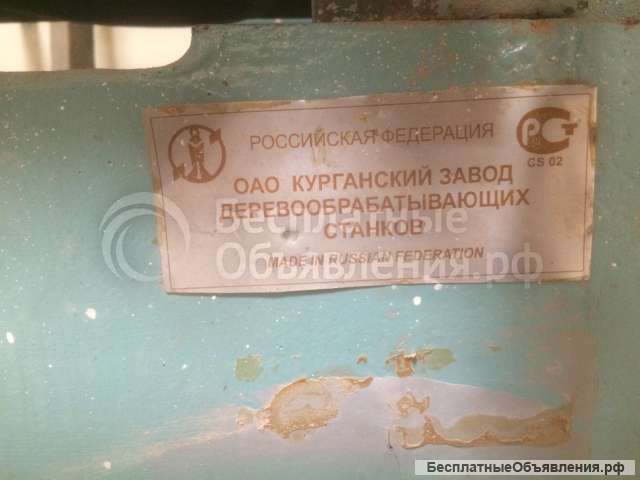 РОССИЙСКАЯ ФЕДЕРАЦИЯ
CS 02
ОАО КУРГАНСКИЙ ЗАВОД
ДЕРЕВООБРАБАТЫВАЮЩИХ
СТАНКОВ
MADE IN RUSSIAN FEDERATION
Бесплатные
Объявления.рф
БесплатныеОбъявления.рф